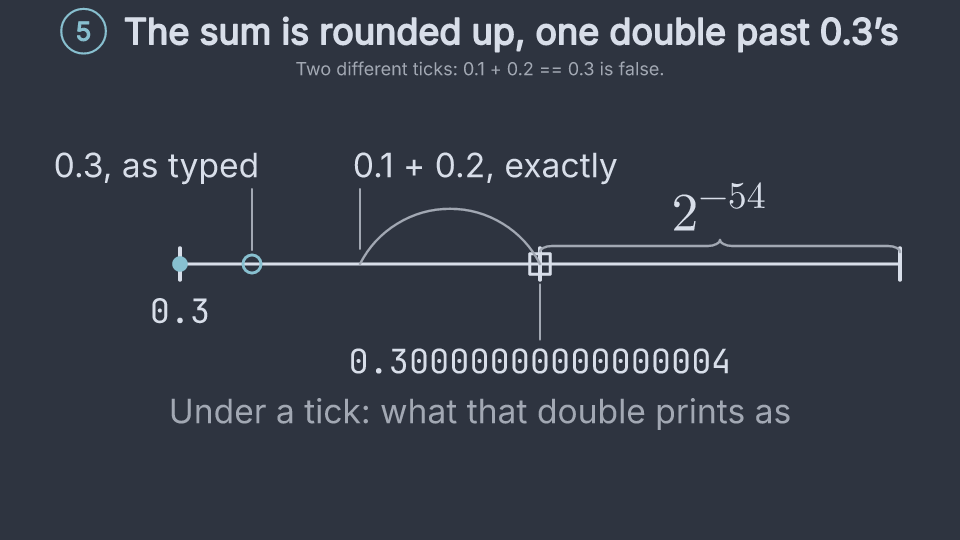 5 The sum is rounded up, one double past 0.3’s
Two different ticks: 0.1 + 0.2 == 0.3 is false.
0.3, as typed
0.1 + 0.2, exactly
2^−54
0.3
0.30000000000000004
Under a tick: what that double prints as